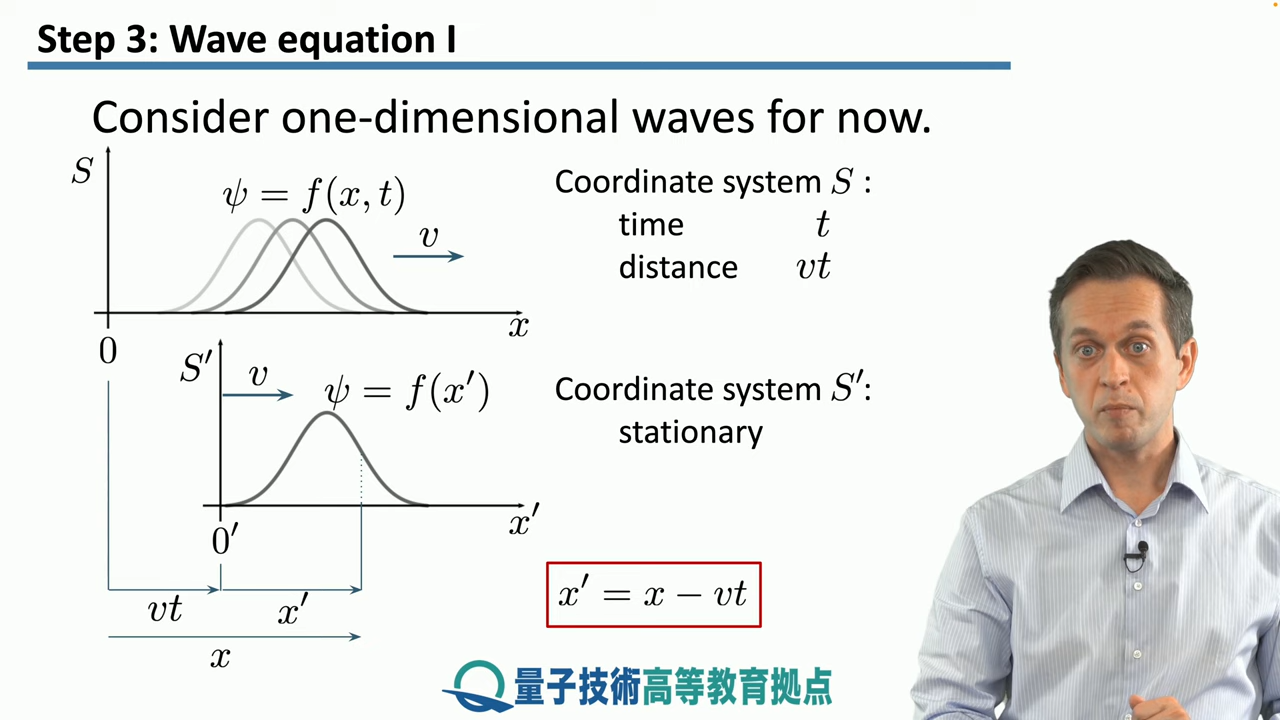 Step 3: Wave equation I
Consider one-dimensional waves for now.
S
ψ = f(x, t)
v
x
0
Coordinate system S :
time t
distance vt
S′
v
ψ = f(x′)
x′
0′
Coordinate system S′:
stationary
vt
x′
x
x′ = x − vt
量子技術高等教育拠点